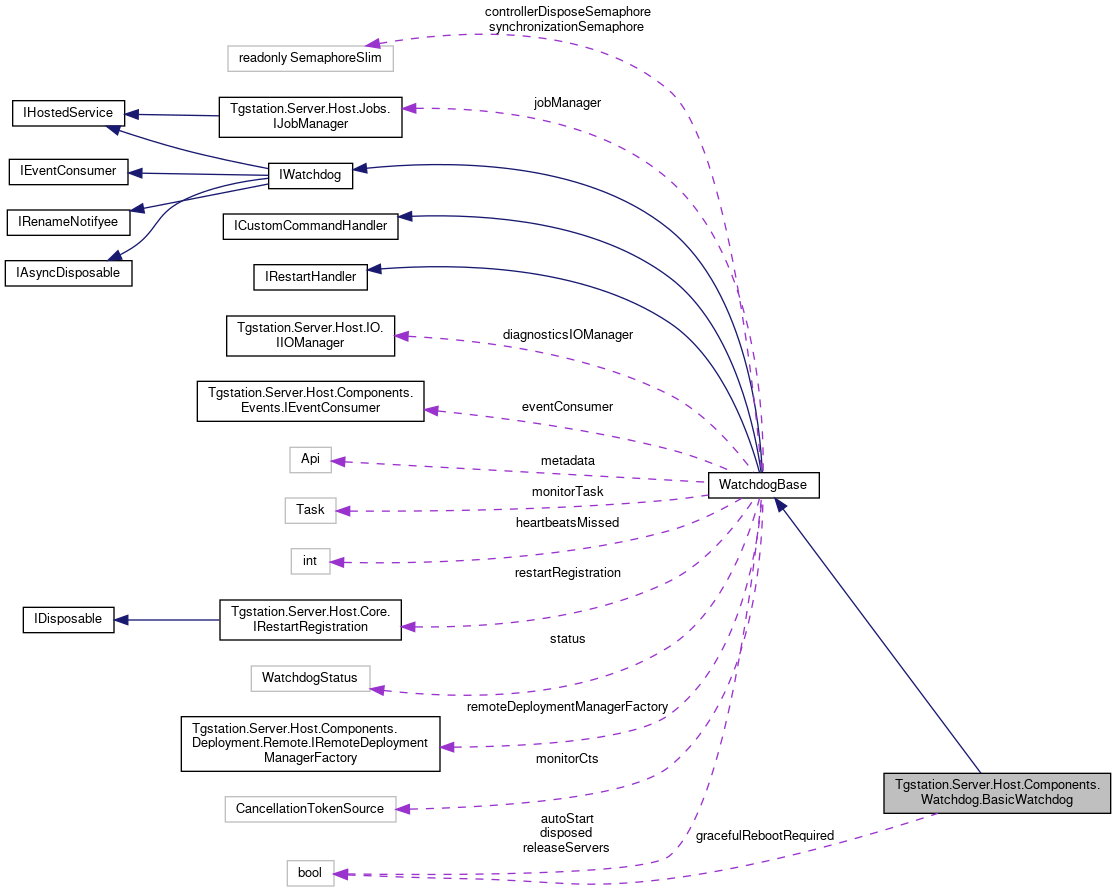 controllerDisposeSemaphore
synchronizationSemaphore
readonly SemaphoreSlim
jobManager
IHostedService
Tgstation.Server.Host.Jobs.
IJobManager
IEventConsumer
IWatchdog
IRenameNotifyee
ICustomCommandHandler
IAsyncDisposable
IRestartHandler
Tgstation.Server.Host.IO.
IIOManager
diagnosticsIOManager
Tgstation.Server.Host.Components.
Events.IEventConsumer
eventConsumer
Api
metadata
WatchdogBase
monitorTask
Task
heartbeatsMissed
int
restartRegistration
IDisposable
Tgstation.Server.Host.Core.
IRestartRegistration
status
WatchdogStatus
remoteDeploymentManagerFactory
Tgstation.Server.Host.Components.
Deployment.Remote.IRemoteDeployment
ManagerFactory
monitorCts
Tgstation.Server.Host.Components.
Watchdog.BasicWatchdog
CancellationTokenSource
autoStart
disposed
releaseServers
gracefulRebootRequired
bool